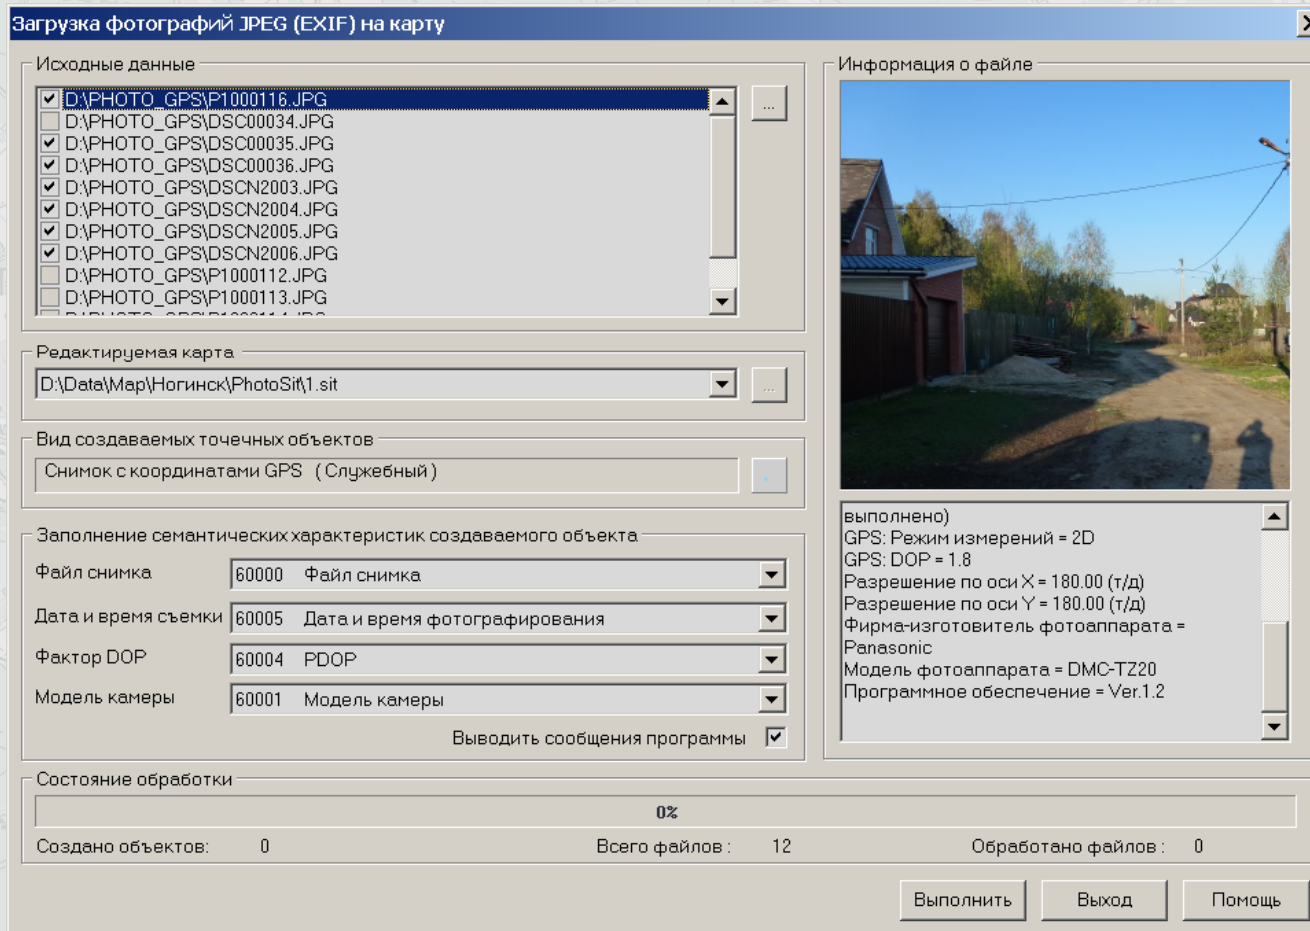 Загрузка фотографий JPEG (EXIF) на карту
Исходные данные
D:\PHOTO_GPS\P1000116.JPG
D:\PHOTO_GPS\DSC00034.JPG
D:\PHOTO_GPS\DSC00035.JPG
D:\PHOTO_GPS\DSC00036.JPG
D:\PHOTO_GPS\DSCN2003.JPG
D:\PHOTO_GPS\DSCN2004.JPG
D:\PHOTO_GPS\DSCN2005.JPG
D:\PHOTO_GPS\DSCN2006.JPG
D:\PHOTO_GPS\P1000112.JPG
D:\PHOTO_GPS\P1000113.JPG
...
Редактируемая карта
D:\Data\Map\Ногинск\PhotoSit\1.sit
...
Вид создаваемых точечных объектов
Снимок с координатами GPS (Служебный)
Заполнение семантических характеристик создаваемого объекта
Файл снимка 60000 Файл снимка
Дата и время съемки 60005 Дата и время фотографирования
Фактор DOP 60004 PDOP
Модель камеры 60001 Модель камеры
Выводить сообщения программы
Информация о файле
выполнено)
GPS: Режим измерений = 2D
GPS: DOP = 1.8
Разрешение по оси X = 180.00 (т/д)
Разрешение по оси Y = 180.00 (т/д)
Фирма-изготовитель фотоаппарата =
Panasonic
Модель фотоаппарата = DMC-TZ20
Программное обеспечение = Ver.1.2
Состояние обработки
0%
Создано объектов: 0 Всего файлов : 12 Обработано файлов : 0
Выполнить Выход Помощь